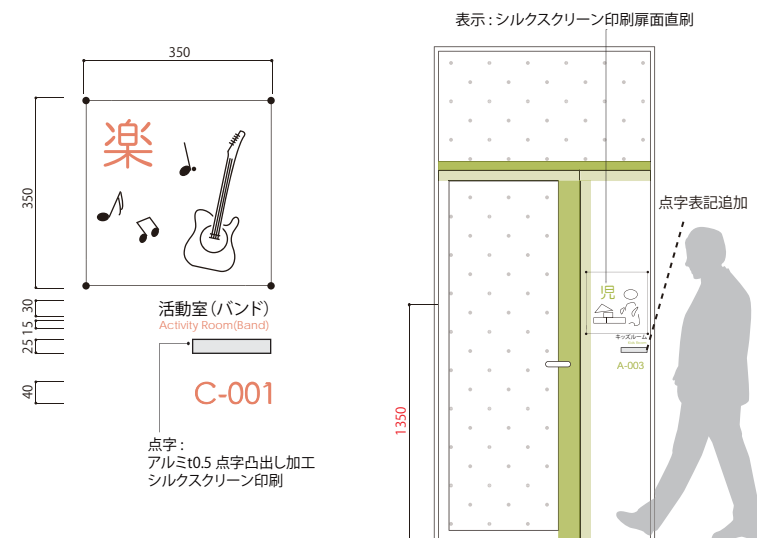 表示：シルクスクリーン印刷扉面直刷
350
350
楽
30
15
25
40
活動室（バンド）
Activity Room(Band)
C-001
点字：
アルミt0.5 点字凸出し加工
シルクスクリーン印刷
点字表記追加
児
キッズルーム
A-003
1350